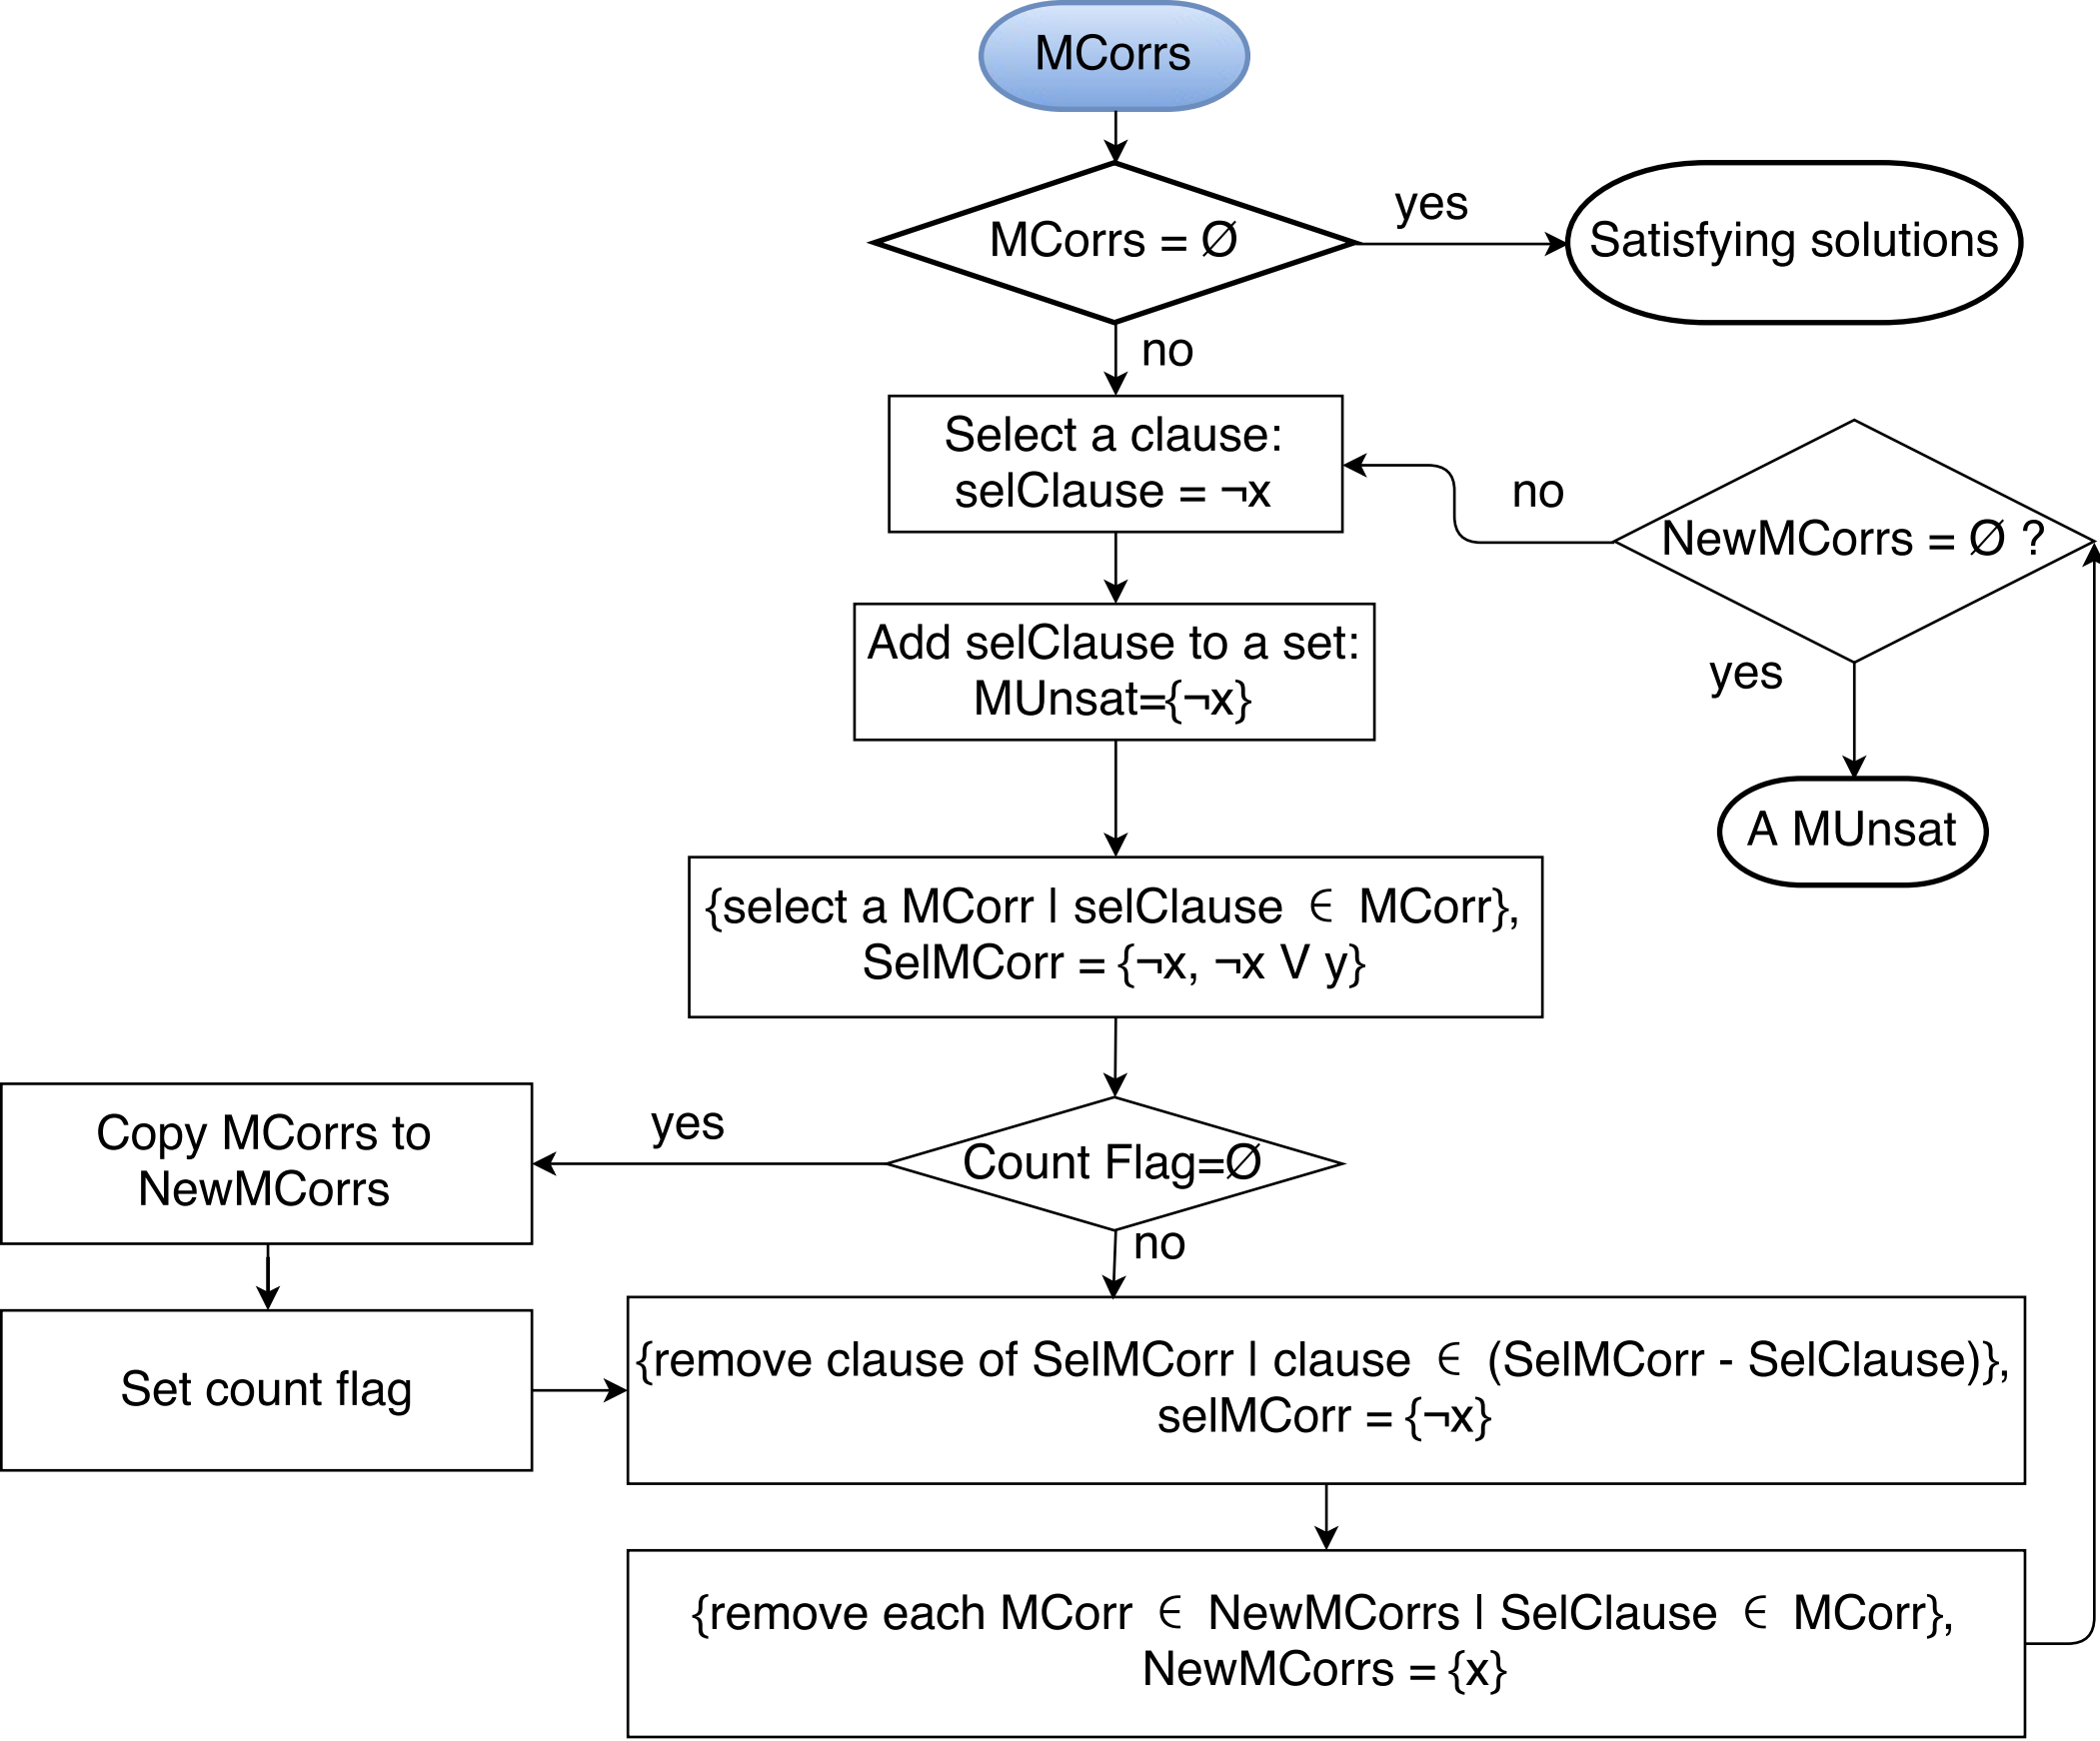 MCorrs
MCorrs = Ø
yes
Satisfying solutions
no
Select a clause:
selClause = ¬x
no
NewMCorrs = Ø ?
Add selClause to a set:
MUnsat={¬x}
yes
A MUnsat
{select a MCorr | selClause ∈ MCorr},
SelMCorr = {¬x, ¬x V y}
Copy MCorrs to
NewMCorrs
yes
Count Flag=Ø
no
Set count flag
{remove clause of SelMCorr | clause ∈ (SelMCorr - SelClause)},
selMCorr = {¬x}
{remove each MCorr ∈ NewMCorrs | SelClause ∈ MCorr},
NewMCorrs = {x}